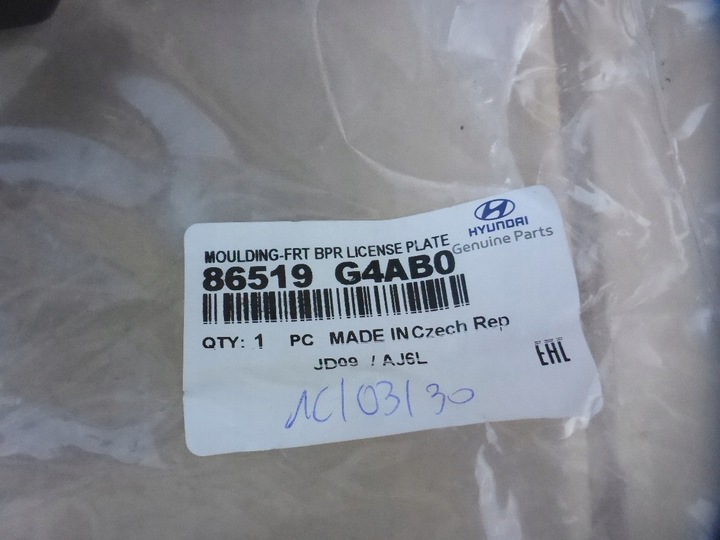 HYUNDAI
Genuine Parts
MOULDING-FRT BPR LICENSE PLATE
86519 G4AB0
QTY: 1 PC MADE IN Czech Rep
JD09 / AJ6L
EAC
1C/03/30